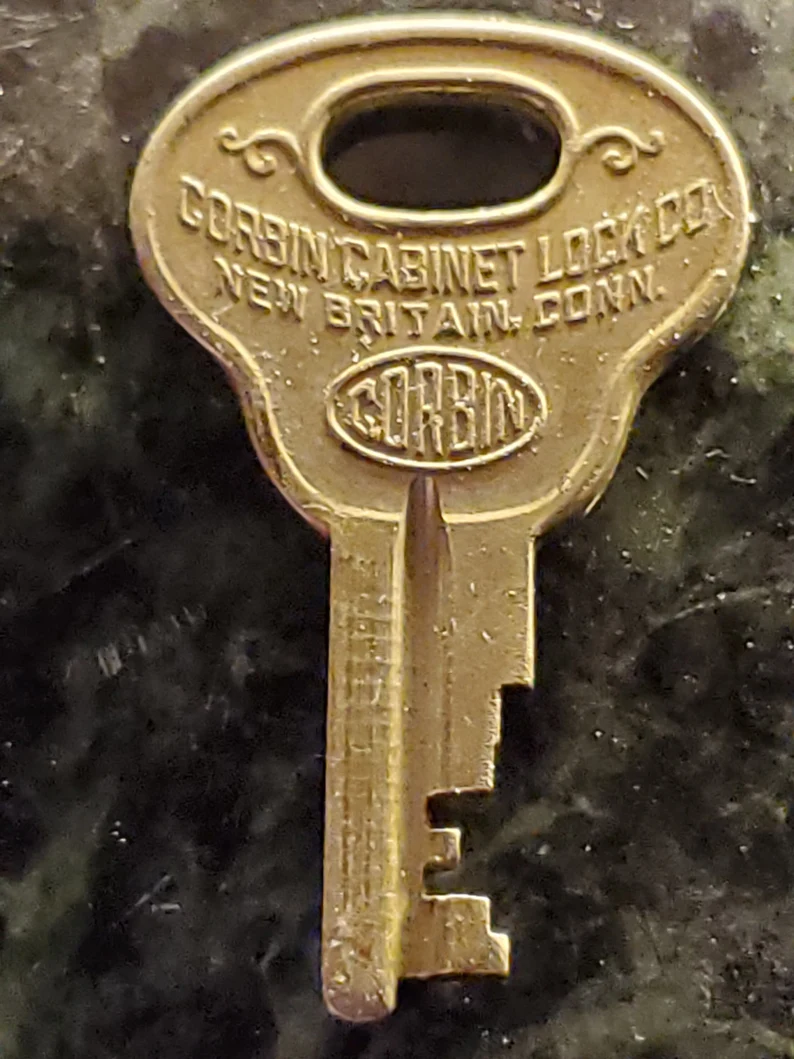 CORBIN CABINET LOCK CO.
NEW BRITAIN, CONN.
CORBIN